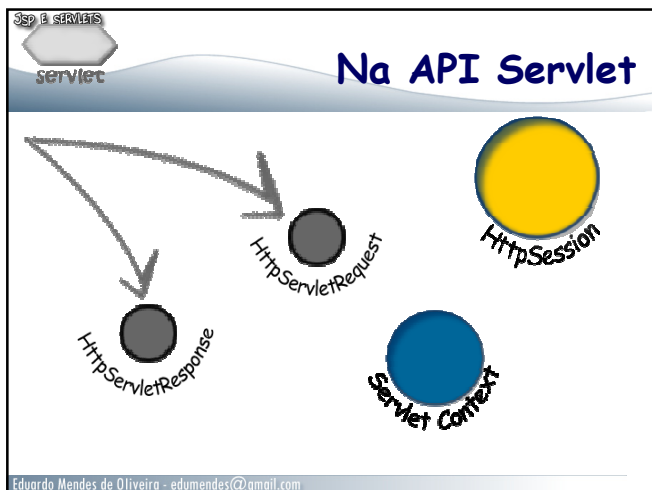 JSP E SERVLETS
servlet
Na API Servlet
HttpSession
HttpServletRequest
HttpServletResponse
Servlet Context
Eduardo Mendes de Oliveira - edumendes@gmail.com